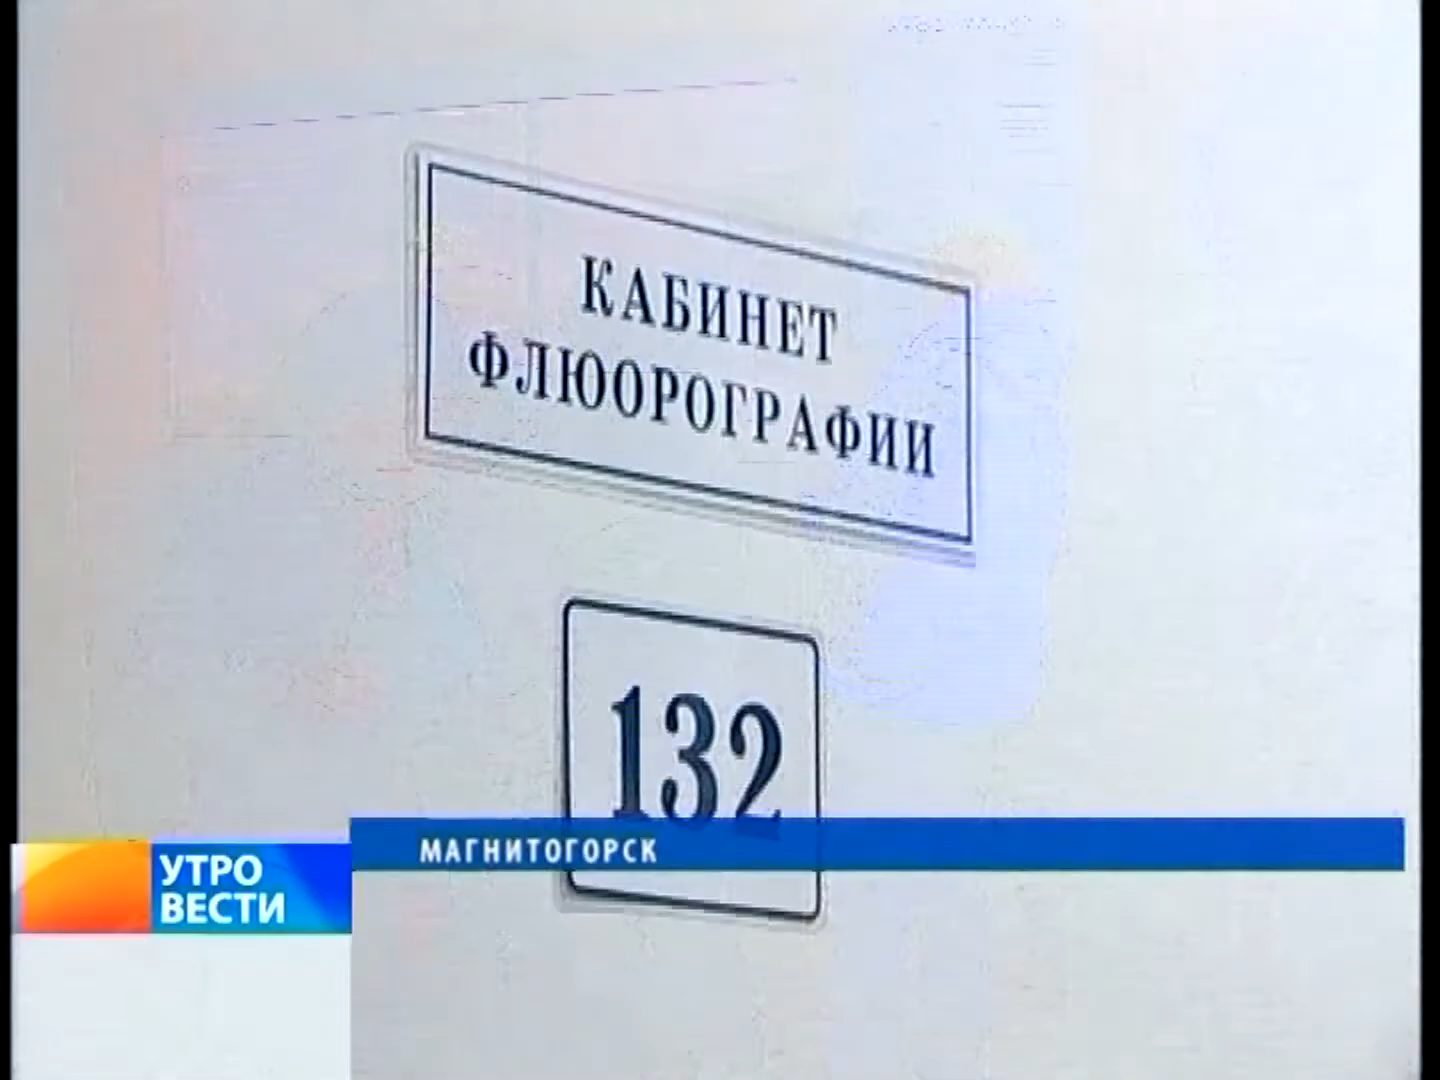 КАБИНЕТ
ФЛЮОРОГРАФИИ
132
МАГНИТОГОРСК
УТРО
ВЕСТИ